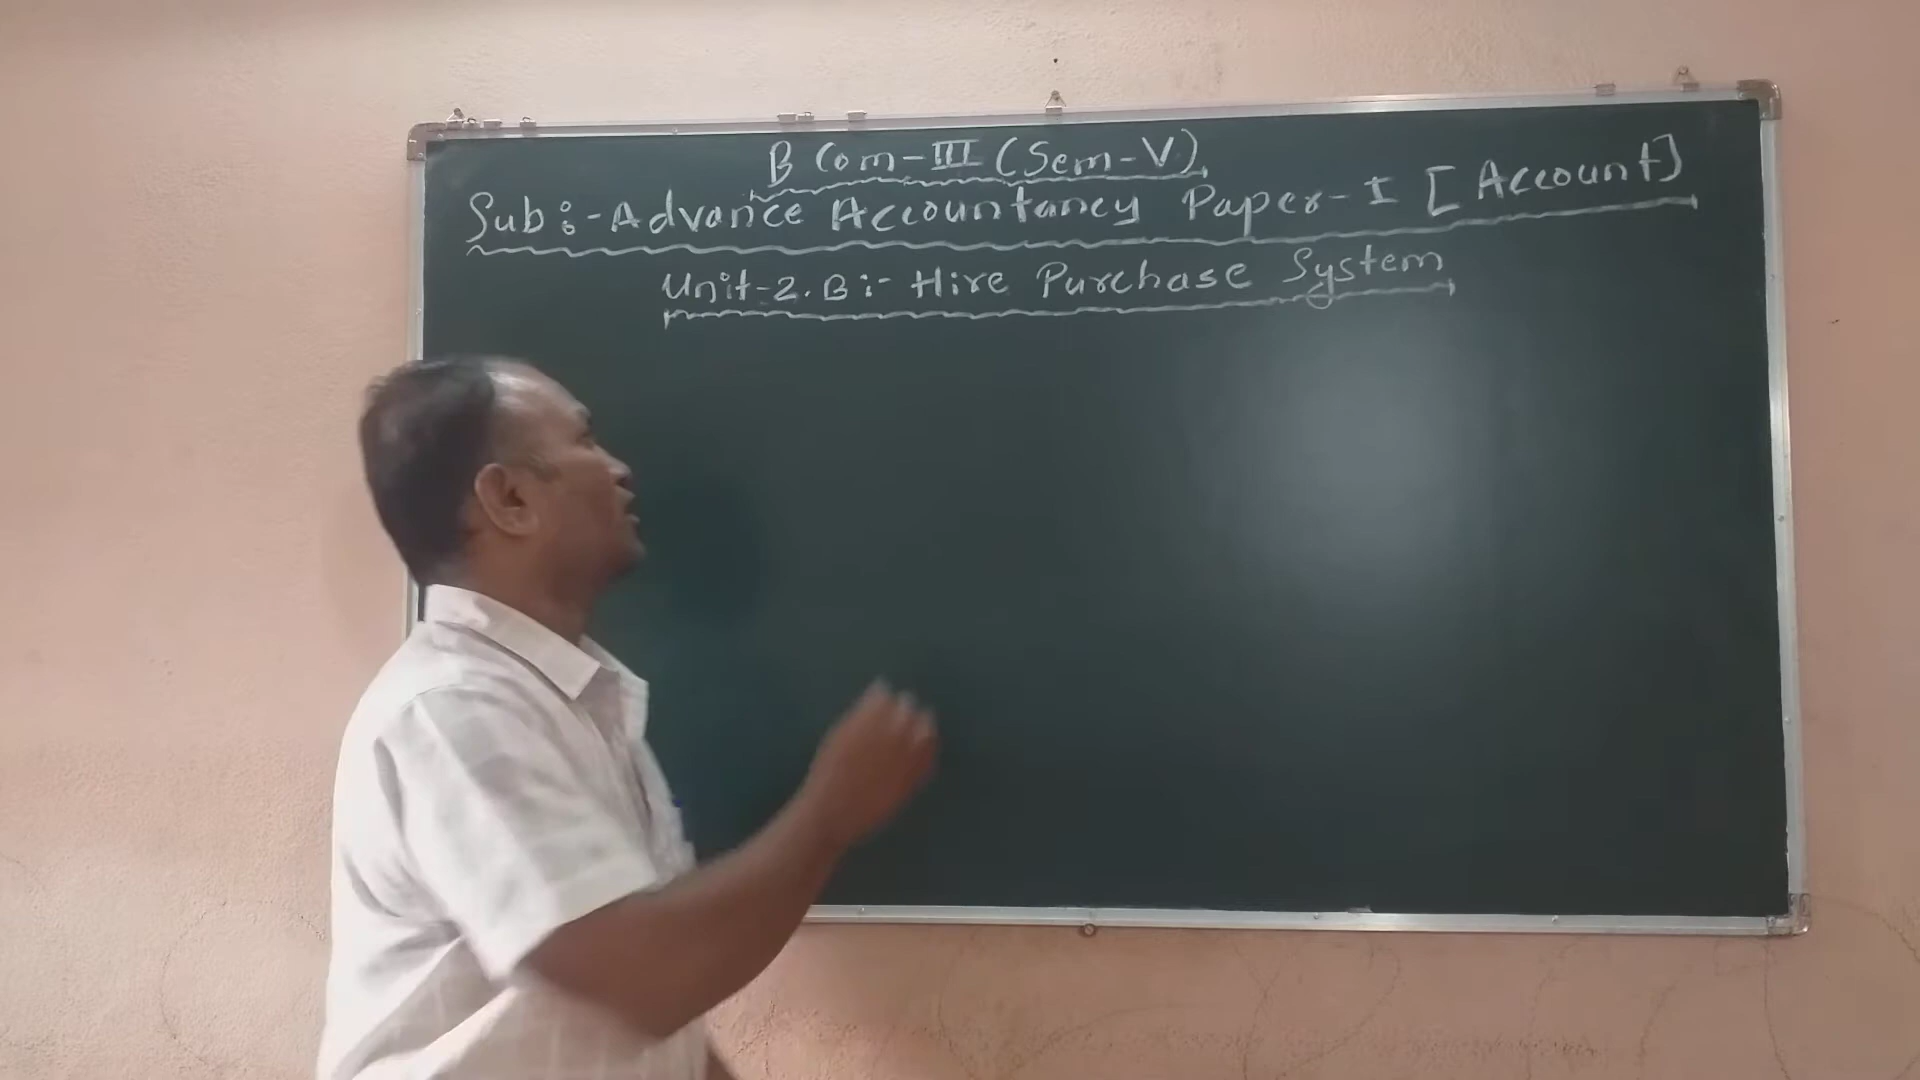 B Com-III (Sem-V)
Sub:-Advance Accountancy Paper-I [Account]
Unit-2.B:- Hire Purchase System